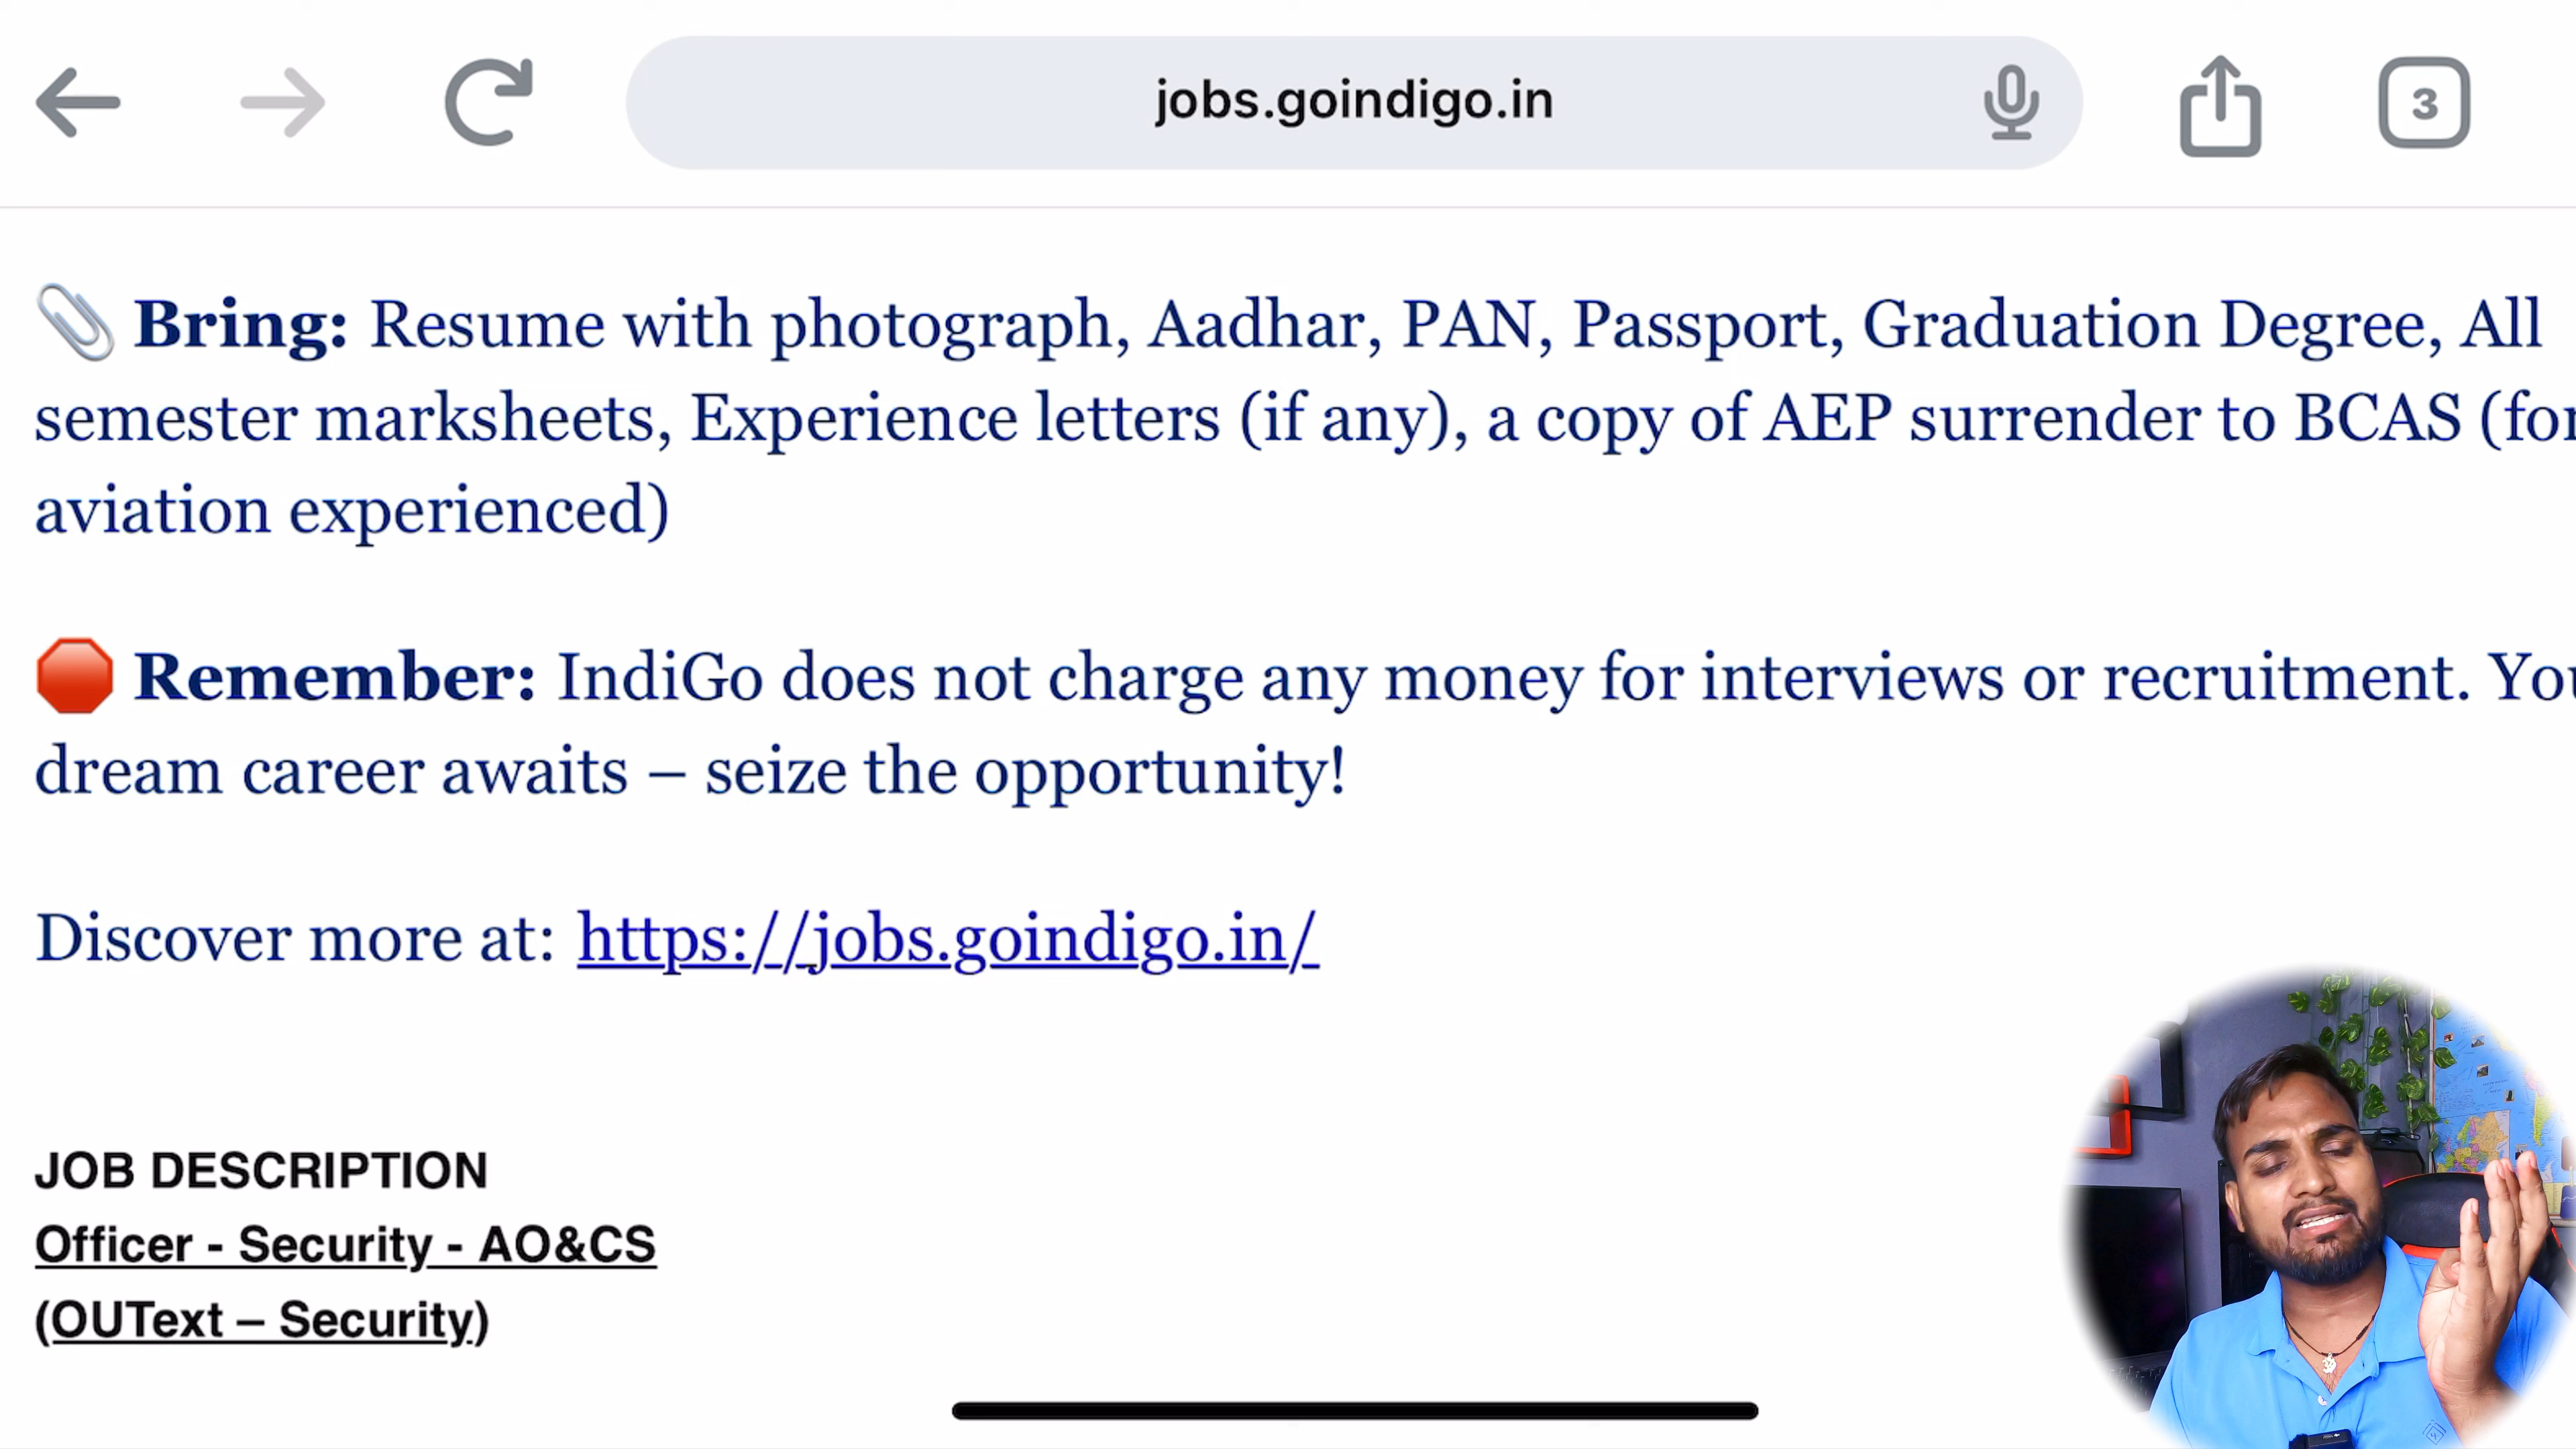 jobs.goindigo.in
3
Bring: Resume with photograph, Aadhar, PAN, Passport, Graduation Degree, All
semester marksheets, Experience letters (if any), a copy of AEP surrender to BCAS (for
aviation experienced)
Remember: IndiGo does not charge any money for interviews or recruitment. You
dream career awaits – seize the opportunity!
Discover more at: https://jobs.goindigo.in/
JOB DESCRIPTION
Officer - Security - AO&CS
(OUText – Security)